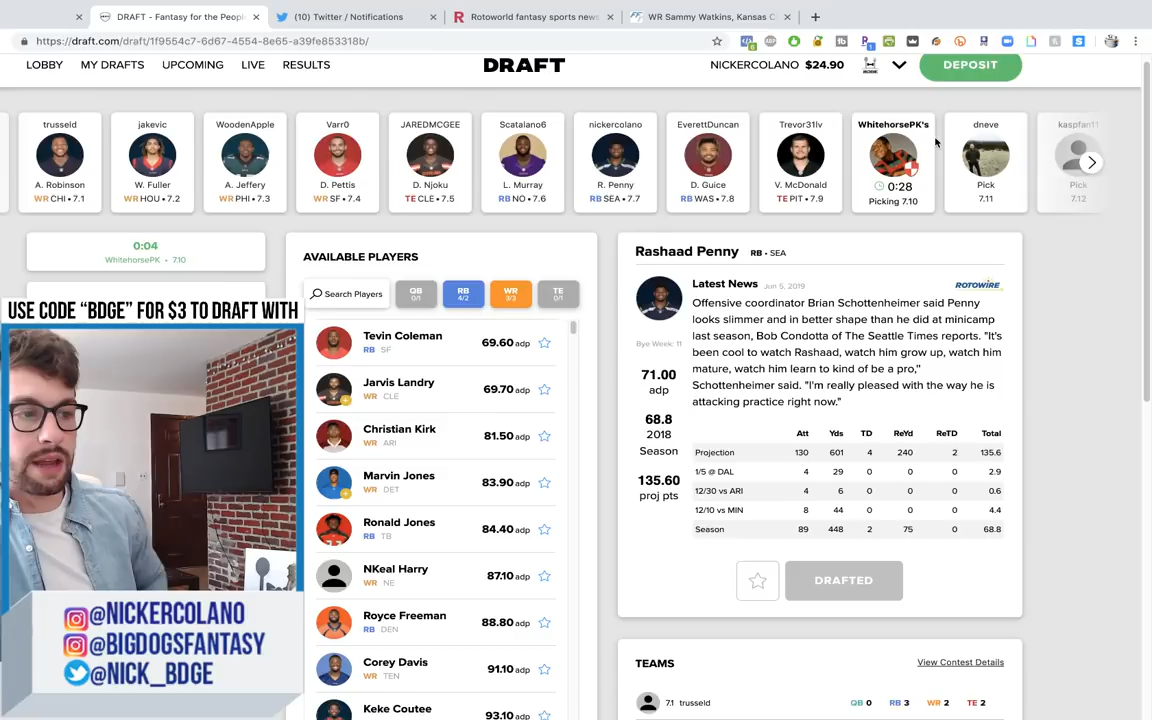 DRAFT - Fantasy for the People
(10) Twitter / Notifications
Rotoworld fantasy sports news
WR Sammy Watkins, Kansas C
https://draft.com/draft/1f9554c7-6d67-4554-8e65-a39fe853318b/
LOBBY MY DRAFTS UPCOMING LIVE RESULTS
DRAFT
NICKERCOLANO $24.90
DEPOSIT
trusseld
A. Robinson
WR CHI • 7.1
jakevic
W. Fuller
WR HOU • 7.2
WoodenApple
A. Jeffery
WR PHI • 7.3
Varr0
D. Pettis
WR SF • 7.4
JAREDMCGEE
D. Njoku
TE CLE • 7.5
Scatalano6
L. Murray
RB NO • 7.6
nickercolano
R. Penny
RB SEA • 7.7
EverettDuncan
D. Guice
RB WAS • 7.8
Trevor31lv
V. McDonald
TE PIT • 7.9
WhitehorsePK's
0:28
Picking 7.10
dneve
Pick
7.11
kaspfan11
Pick
7.12
0:04
WhitehorsePK • 7.10
USE CODE "BDGE" FOR $3 TO DRAFT WITH
@NICKERCOLANO
@BIGDOGSFANTASY
@NICK_BDGE
AVAILABLE PLAYERS
Search Players
QB
0/1
RB
4/2
WR
3/3
TE
0/1
Tevin Coleman
RB SF
69.60 adp
Jarvis Landry
WR CLE
69.70 adp
Christian Kirk
WR ARI
81.50 adp
Marvin Jones
WR DET
83.90 adp
Ronald Jones
RB TB
84.40 adp
NKeal Harry
WR NE
87.10 adp
Royce Freeman
RB DEN
88.80 adp
Corey Davis
WR TEN
91.10 adp
Keke Coutee
93.10 adp
Rashaad Penny RB • SEA
Latest News Jun 5, 2019
ROTOWIRE
Offensive coordinator Brian Schottenheimer said Penny
looks slimmer and in better shape than he did at minicamp
last season, Bob Condotta of The Seattle Times reports. "It's
been cool to watch Rashaad, watch him grow up, watch him
mature, watch him learn to kind of be a pro,"
Schottenheimer said. "I'm really pleased with the way he is
attacking practice right now."
Bye Week: 11
71.00
adp
68.8
2018
Season
135.60
proj pts
Att Yds TD ReYd ReTD Total
Projection 130 601 4 240 2 135.6
1/5 @ DAL 4 29 0 0 0 2.9
12/30 vs ARI 4 6 0 0 0 0.6
12/10 vs MIN 8 44 0 0 0 4.4
Season 89 448 2 75 0 68.8
DRAFTED
TEAMS
View Contest Details
7.1 trusseld QB 0 RB 3 WR 2 TE 2